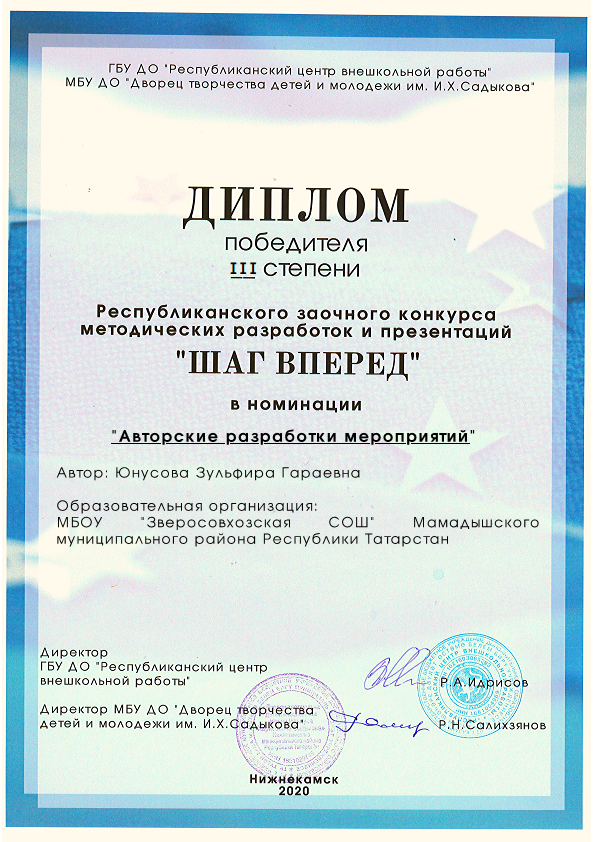 ГБУ ДО "Республиканский центр внешкольной работы"
МБУ ДО "Дворец творчества детей и молодежи им. И.Х.Садыкова"
ДИПЛОМ
победителя
III степени
Республиканского заочного конкурса
методических разработок и презентаций
"ШАГ ВПЕРЕД"
в номинации
"Авторские разработки мероприятий"
Автор: Юнусова Зульфира Гараевна
Образовательная организация:
МБОУ "Зверосовхозская СОШ" Мамадышского
муниципального района Республики Татарстан
Директор
ГБУ ДО "Республиканский центр
внешкольной работы"
Р.А.Идрисов
Директор МБУ ДО "Дворец творчества
детей и молодежи им. И.Х.Садыкова"
Р.Н.Салихзянов
Нижнекамск
2020